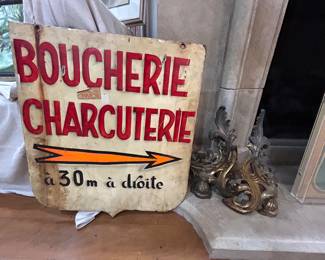 BOUCHERIE
CHARCUTERIE
à 30m à droite